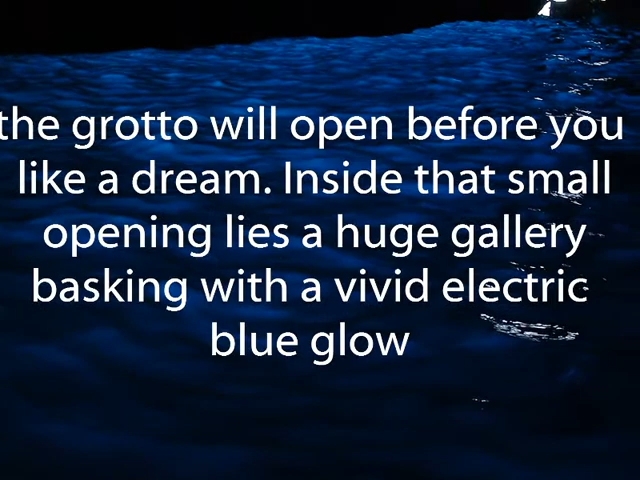 the grotto will open before you
like a dream. Inside that small
opening lies a huge gallery
basking with a vivid electric
blue glow